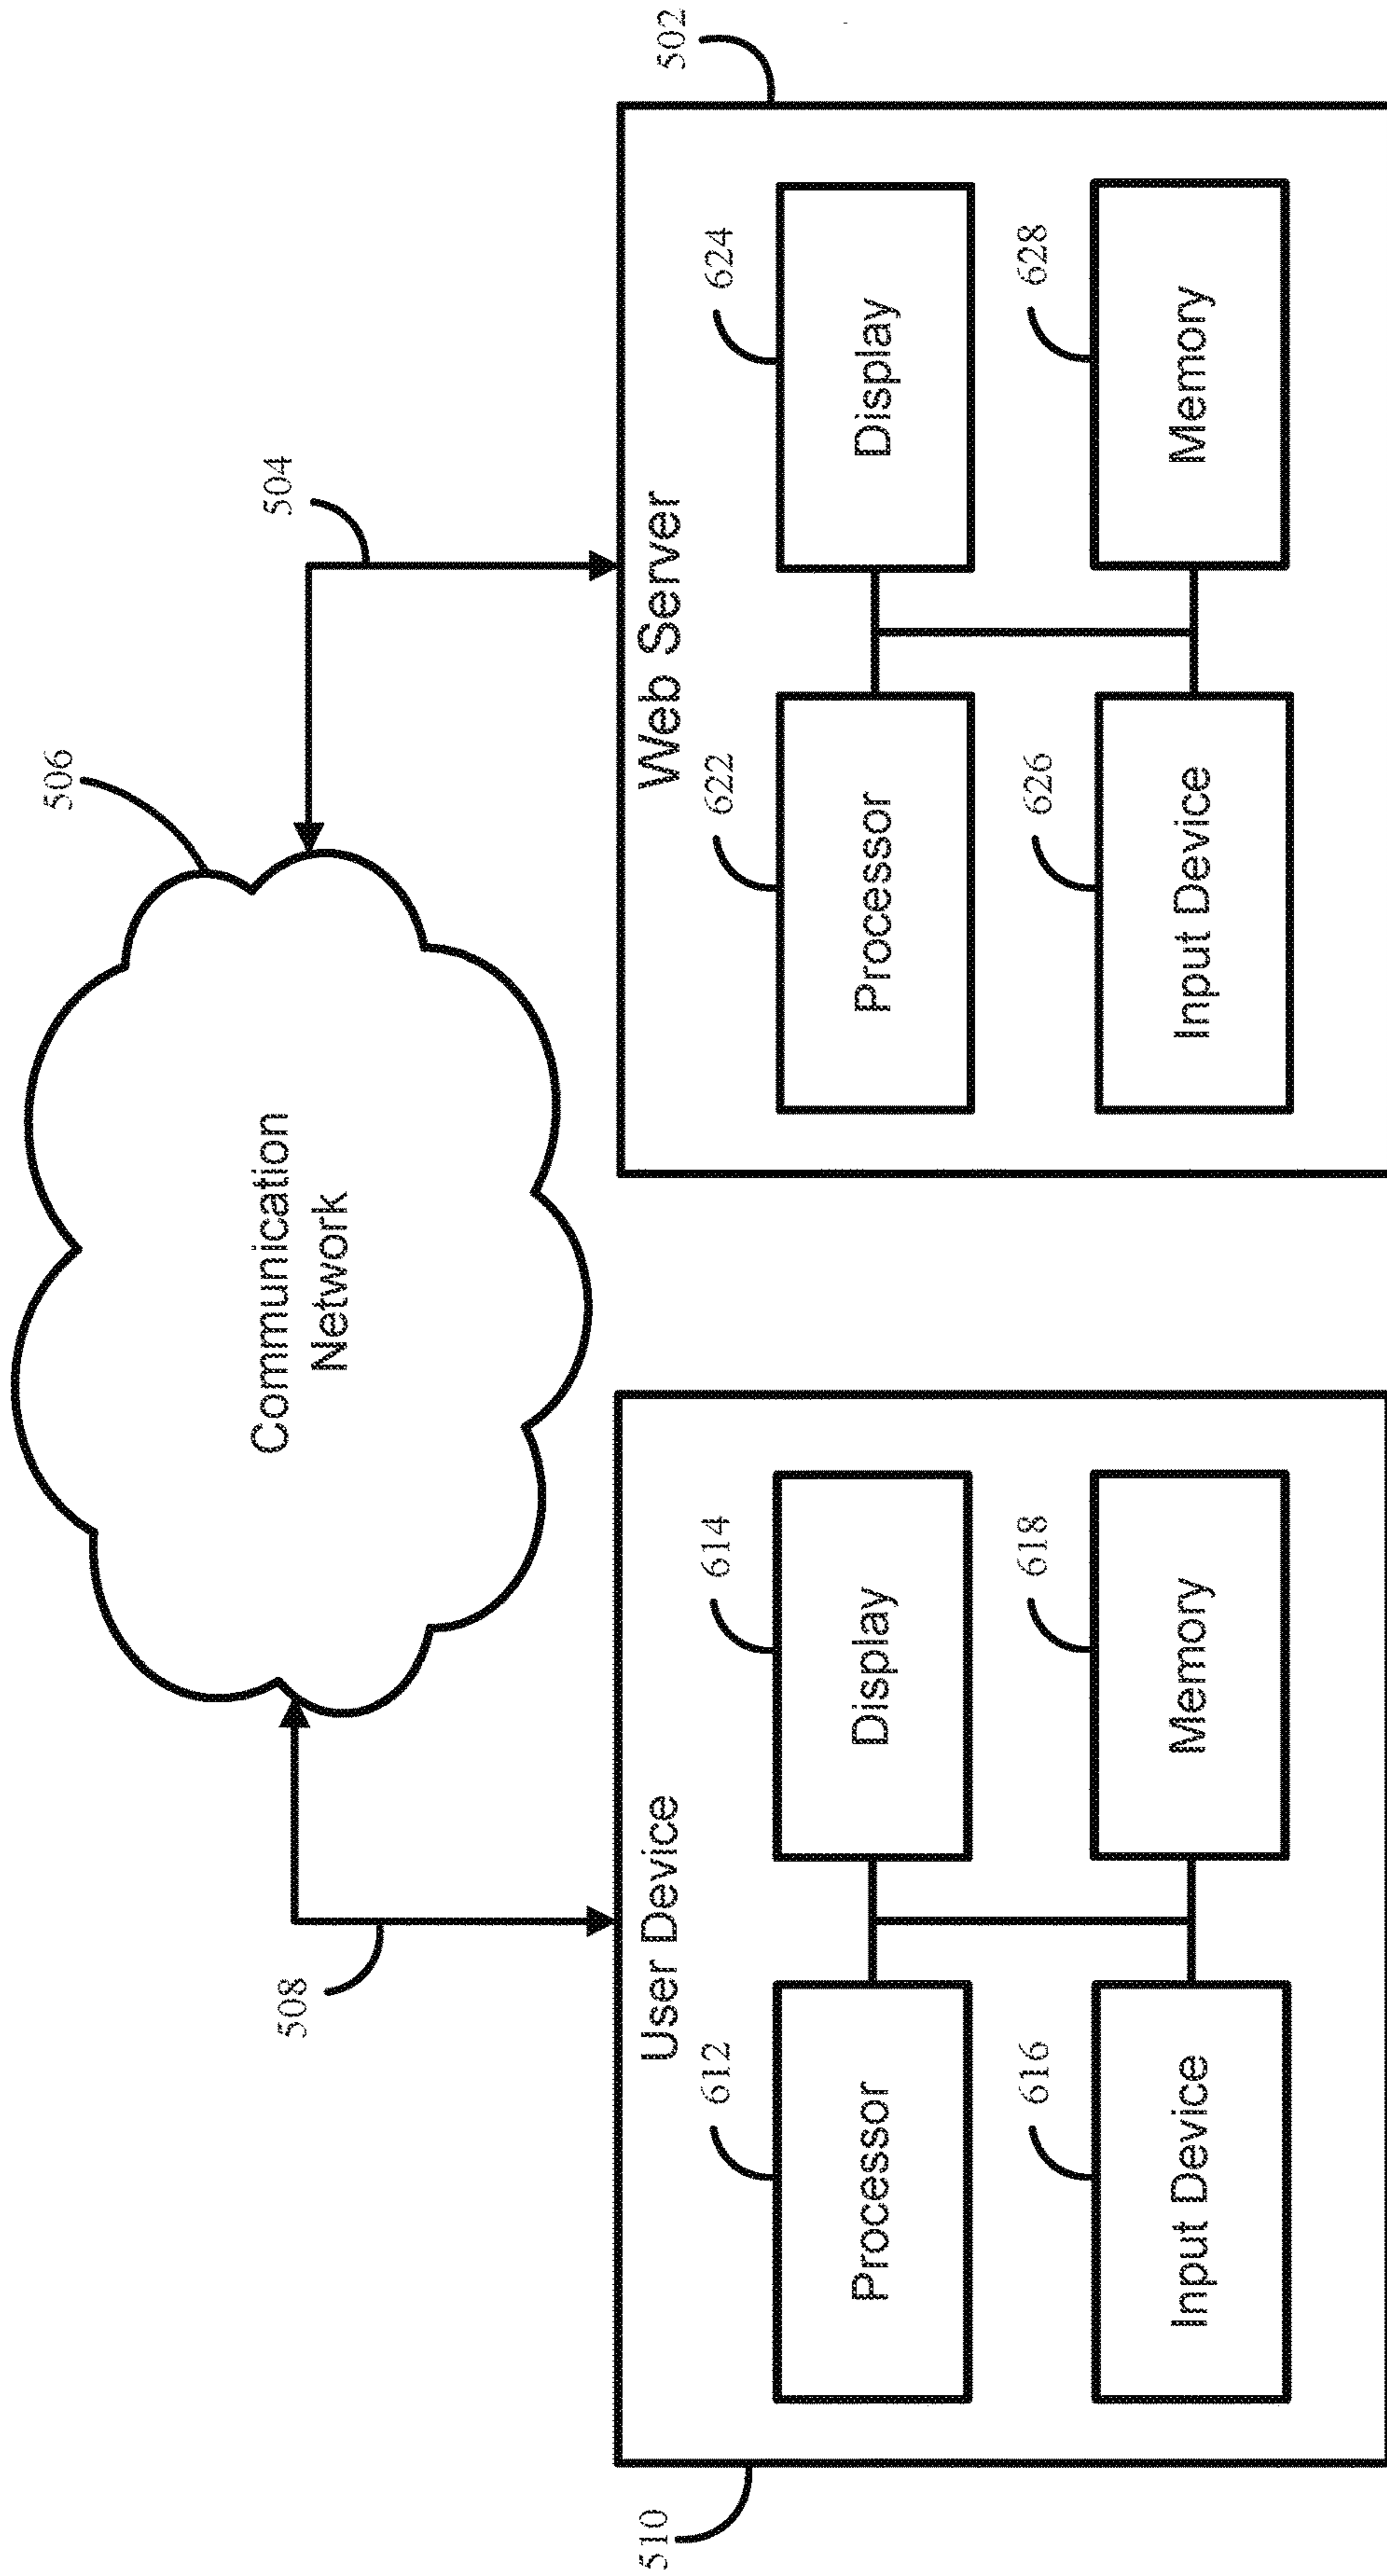 506
Communication
Network
504
508
502
510
User Device
612
Processor
614
Display
616
Input Device
618
Memory
Web Server
622
Processor
624
Display
626
Input Device
628
Memory